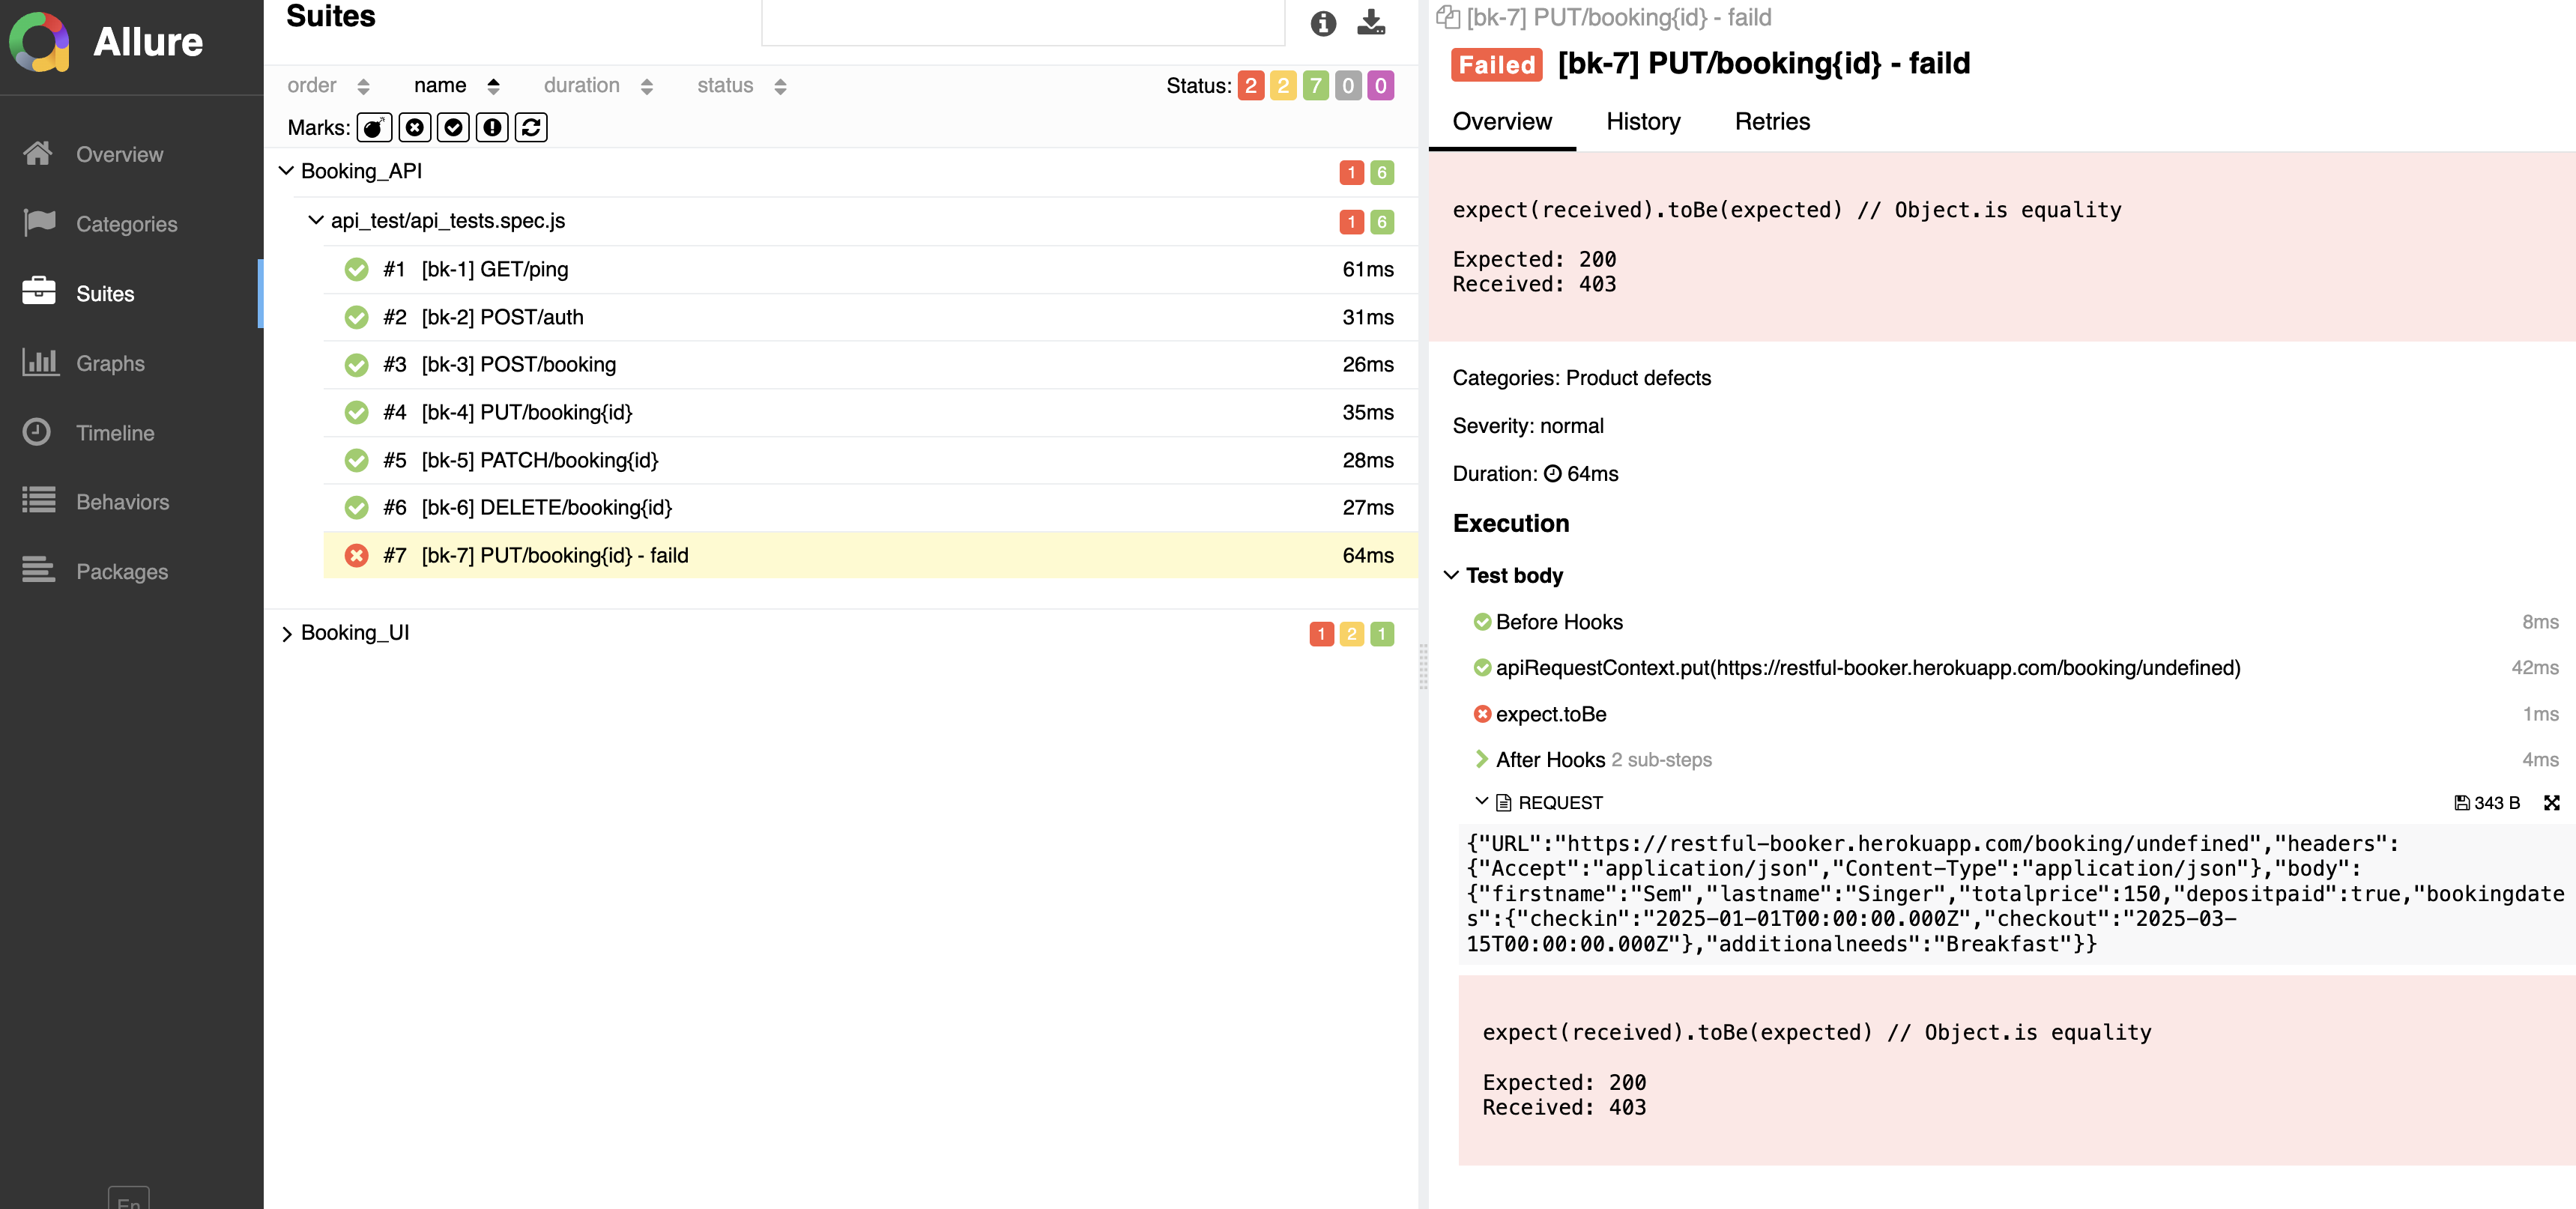 Allure
Overview
Categories
Suites
Graphs
Timeline
Behaviors
Packages
En
Suites
order name duration status
Status: 2 2 7 0 0
Marks:
Booking_API 1 6
api_test/api_tests.spec.js 1 6
#1 [bk-1] GET/ping 61ms
#2 [bk-2] POST/auth 31ms
#3 [bk-3] POST/booking 26ms
#4 [bk-4] PUT/booking{id} 35ms
#5 [bk-5] PATCH/booking{id} 28ms
#6 [bk-6] DELETE/booking{id} 27ms
#7 [bk-7] PUT/booking{id} - faild 64ms
Booking_UI 1 2 1
[bk-7] PUT/booking{id} - faild
Failed [bk-7] PUT/booking{id} - faild
Overview History Retries
expect(received).toBe(expected) // Object.is equality
Expected: 200
Received: 403
Categories: Product defects
Severity: normal
Duration: 64ms
Execution
Test body
Before Hooks 8ms
apiRequestContext.put(https://restful-booker.herokuapp.com/booking/undefined) 42ms
expect.toBe 1ms
After Hooks 2 sub-steps 4ms
REQUEST 343 B
{"URL":"https://restful-booker.herokuapp.com/booking/undefined","headers":
{"Accept":"application/json","Content-Type":"application/json"},"body":
{"firstname":"Sem","lastname":"Singer","totalprice":150,"depositpaid":true,"bookingdate
s":{"checkin":"2025-01-01T00:00:00.000Z","checkout":"2025-03-
15T00:00:00.000Z"},"additionalneeds":"Breakfast"}}
expect(received).toBe(expected) // Object.is equality
Expected: 200
Received: 403